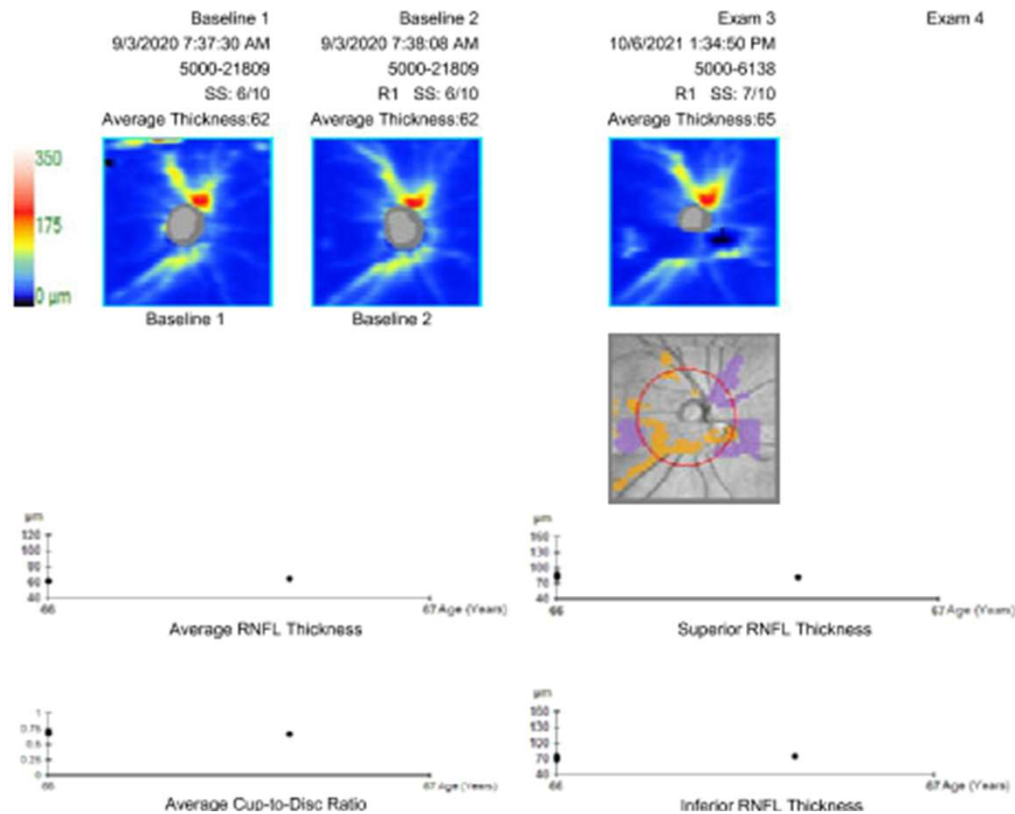 Baseline 1 Baseline 2 Exam 3 Exam 4
9/3/2020 7:37:30 AM 9/3/2020 7:38:08 AM 10/6/2021 1:34:50 PM
5000-21809 5000-21809 5000-6138
SS: 6/10 R1 SS: 6/10 R1 SS: 7/10
Average Thickness:62 Average Thickness:62 Average Thickness:65
350
175
0 µm
Baseline 1 Baseline 2
µm µm
120 160
100 130
80 100
60 70
40 40
66 67 Age (Years) 66 67 Age (Years)
Average RNFL Thickness Superior RNFL Thickness
µm
1 160
0.75 130
0.5 100
0.25 70
0 40
66 67 Age (Years) 66 67 Age (Years)
Average Cup-to-Disc Ratio Inferior RNFL Thickness